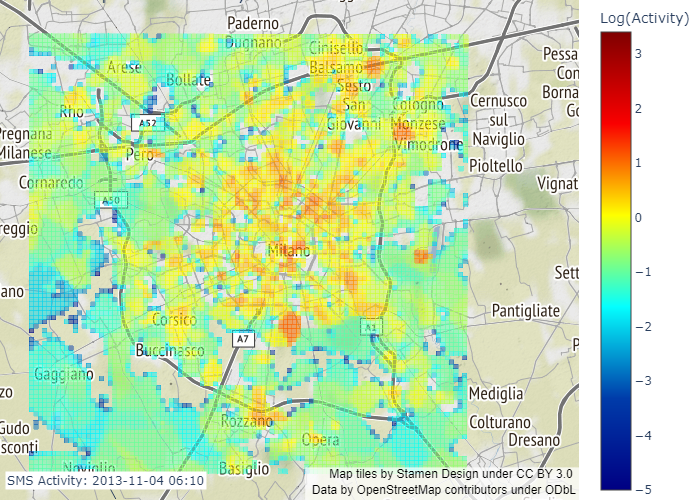 Log(Activity)
3
2
1
0
−1
−2
−3
−4
−5
Paderno
Dugnano
Cinisello
Balsamo
Arese
Bollate
Sesto
San
Giovanni
Cologno
Monzese
Vimodrone
Pessa
Con
Borna
Go
Cernusco
sul
Naviglio
Rho
A52
Pregnana
Milanese
Pero
Pioltello
Cornaredo
Vignat
A50
reggio
Milano
Sett
ano
Pantigliate
Corsico
A1
A7
Buccinasco
P
Gaggiano
Mediglia
zo
Rozzano
Colturano
Gudo
sconti
Opera
Dresano
Noviglio
Basiglio
SMS Activity: 2013-11-04 06:10
Map tiles by Stamen Design under CC BY 3.0
Data by OpenStreetMap contributors under ODbL